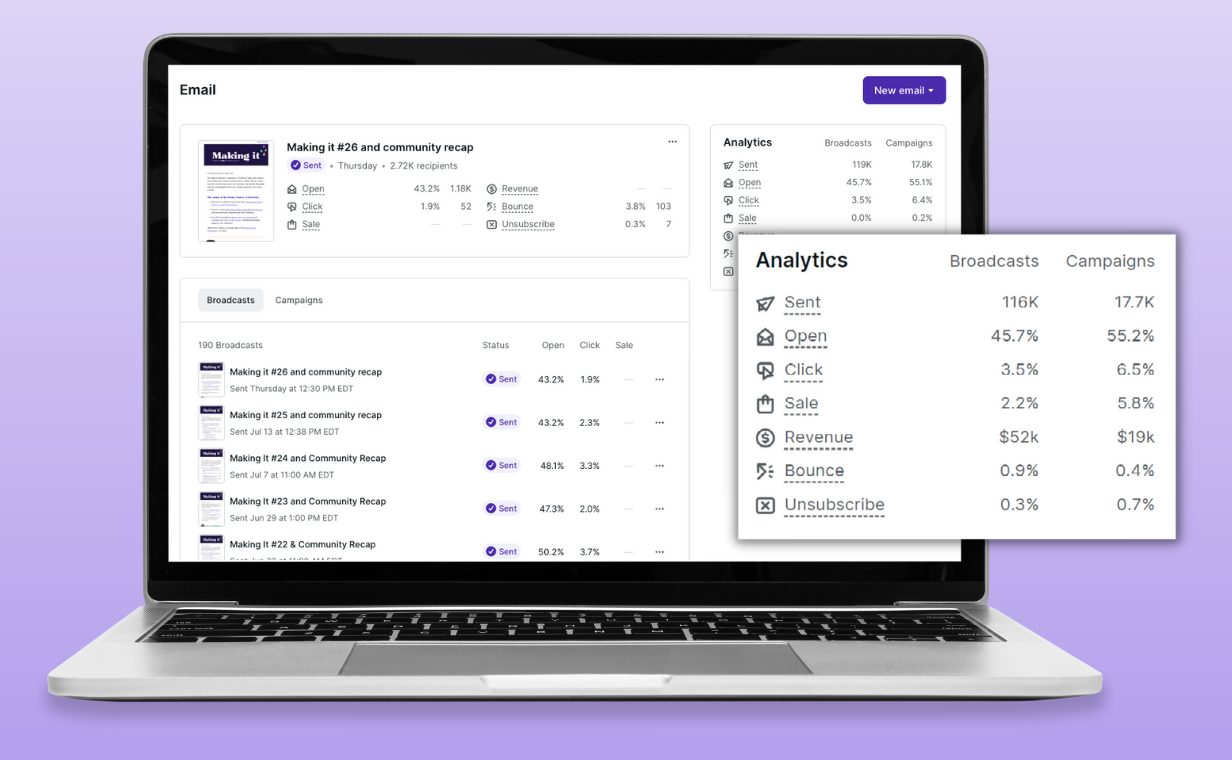 Email
New email
Making it
Making it #26 and community recap
Sent • Thursday • 2.72K recipients
Open 43.2% 1.18K Revenue — —
Click 1.9% 52 Bounce 3.8% 103
Sale — — Unsubscribe 0.3% 7
Analytics Broadcasts Campaigns
Sent 119K 17.8K
Open 45.7% 55.1%
Click 3.5% 6.4%
Sale 0.0% 0.2%
Broadcasts Campaigns
190 Broadcasts Status Open Click Sale
Making it #26 and community recap
Sent Thursday at 12:30 PM EDT
Sent 43.2% 1.9% —
Making it #25 and community recap
Sent Jul 13 at 12:38 PM EDT
Sent 43.2% 2.3% —
Making It #24 and Community Recap
Sent Jul 7 at 11:00 AM EDT
Sent 48.1% 3.3% —
Making It #23 and Community Recap
Sent Jun 29 at 1:00 PM EDT
Sent 47.3% 2.0% —
Making It #22 & Community Recap
Sent 50.2% 3.7% —
Analytics Broadcasts Campaigns
Sent 116K 17.7K
Open 45.7% 55.2%
Click 3.5% 6.5%
Sale 2.2% 5.8%
Revenue $52k $19k
Bounce 0.9% 0.4%
Unsubscribe 0.3% 0.7%